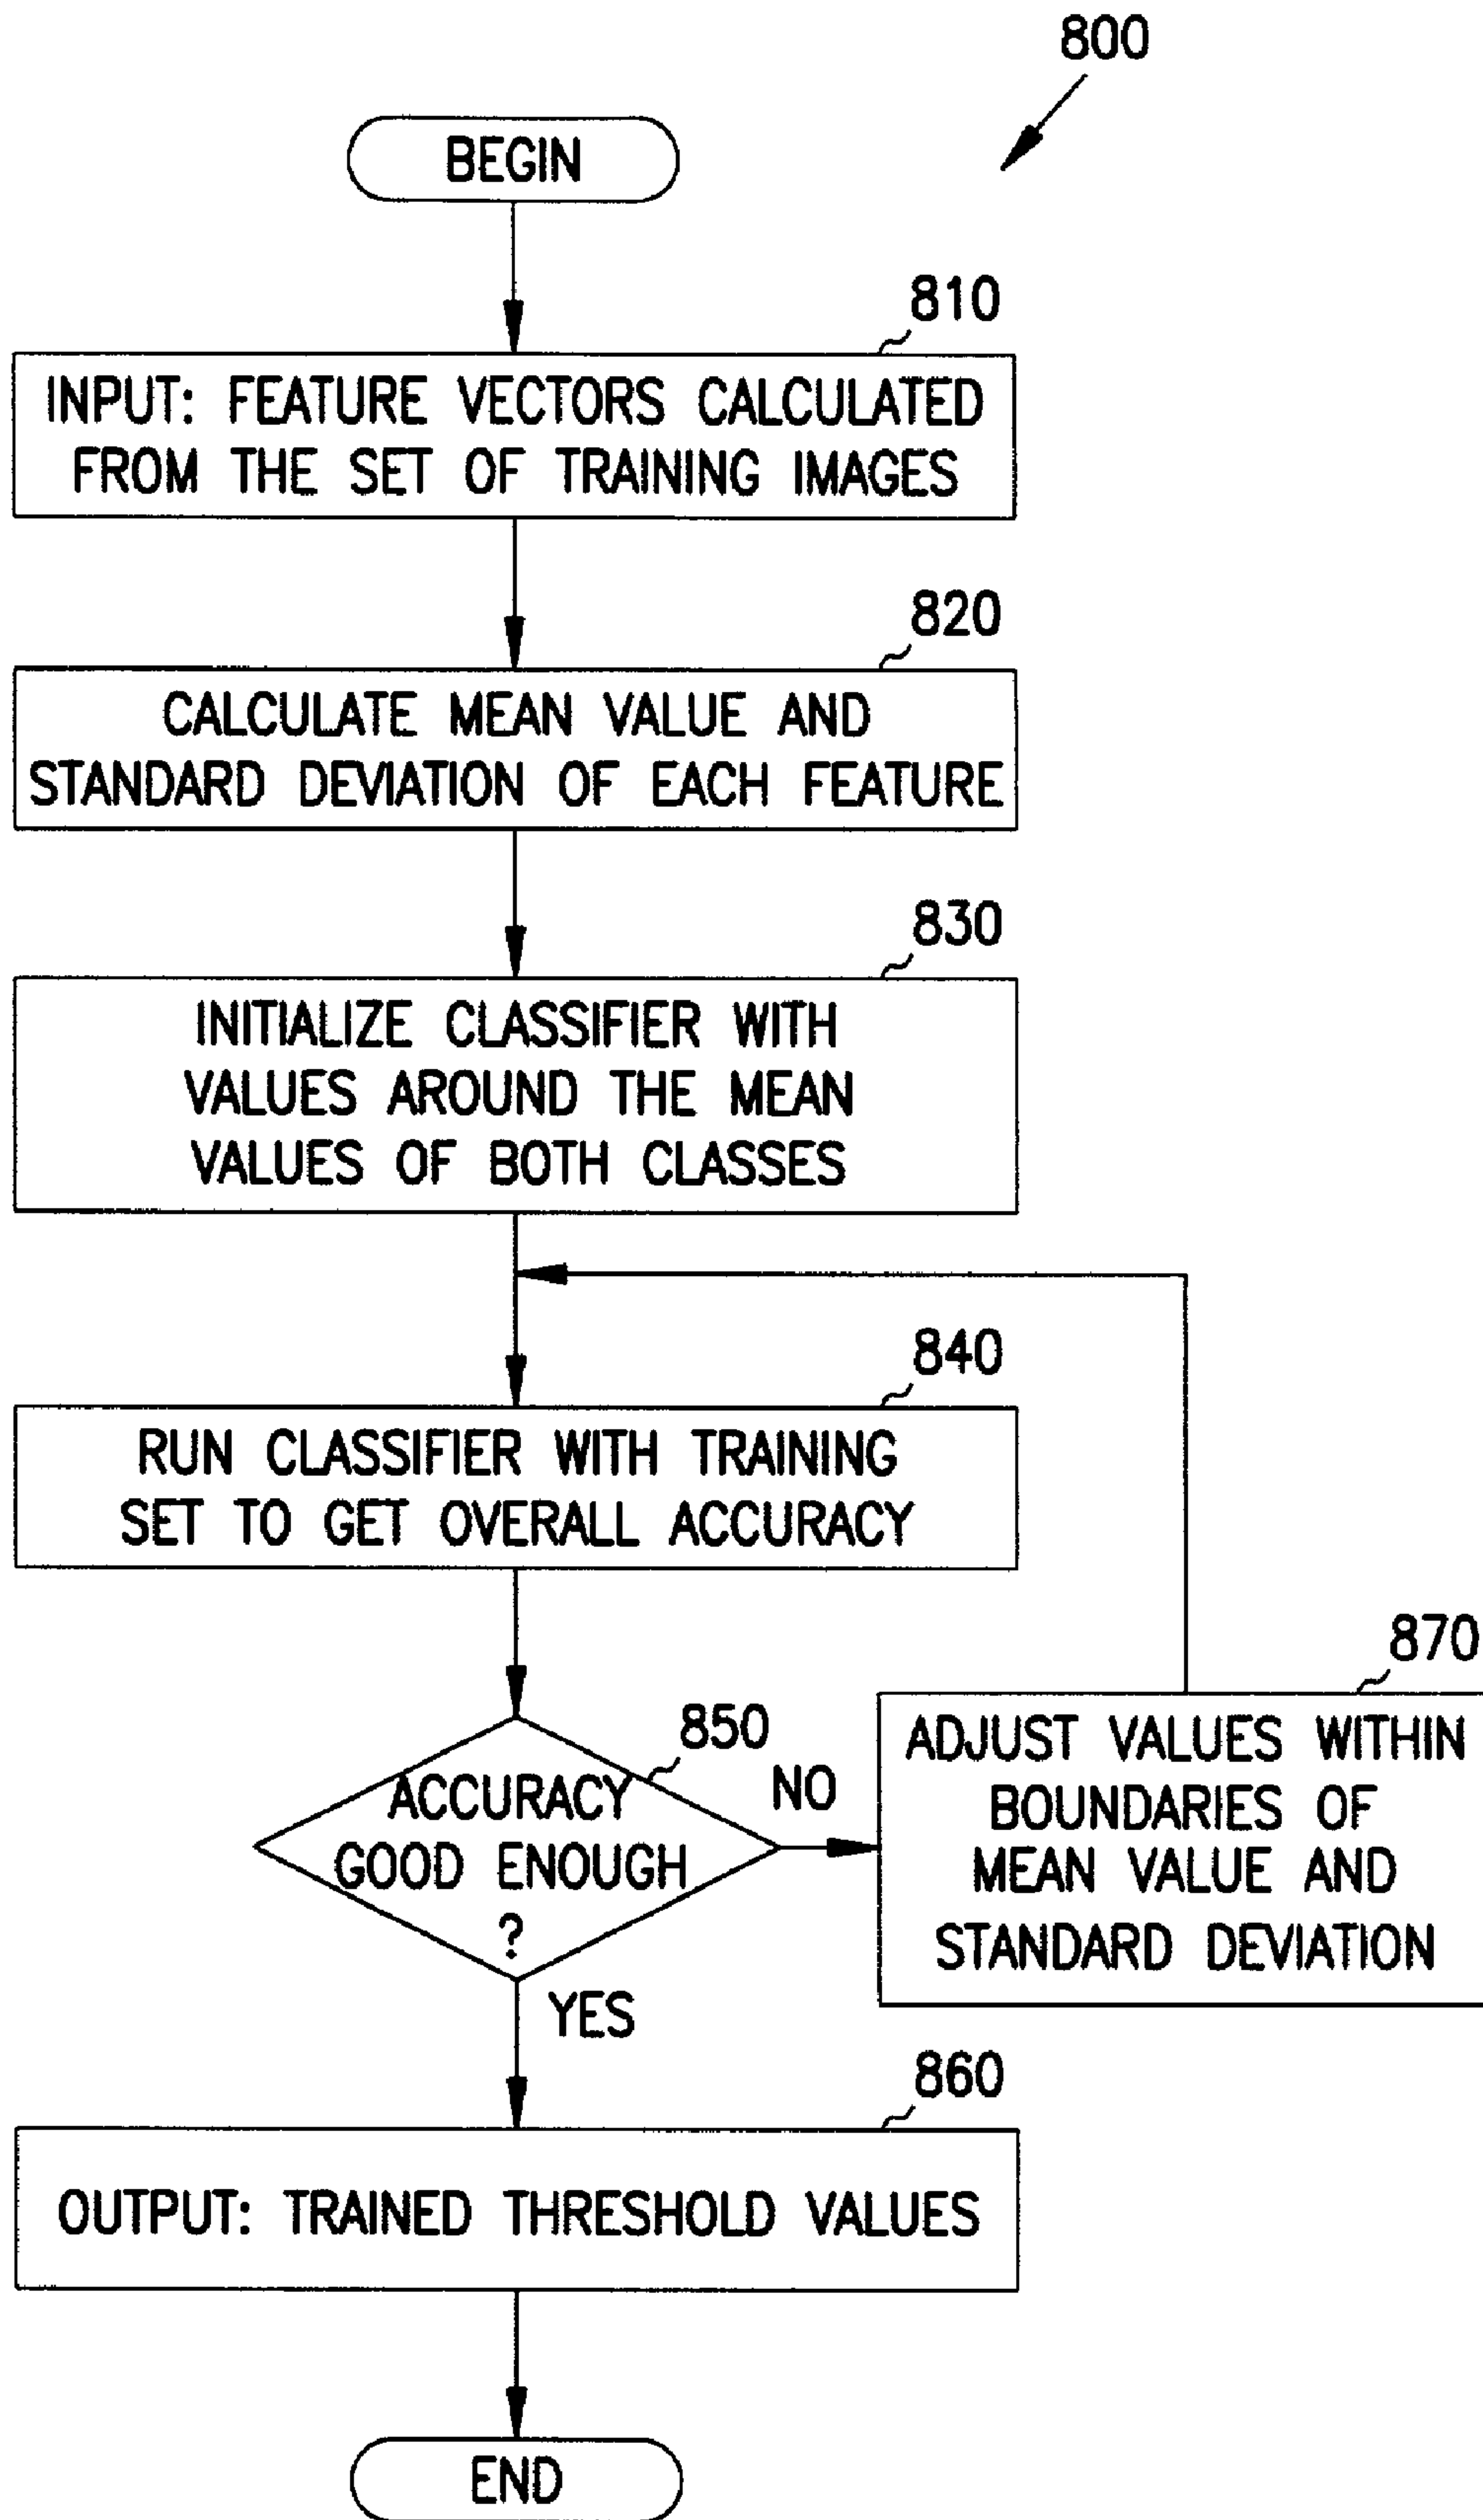 800
BEGIN
810
INPUT: FEATURE VECTORS CALCULATED
FROM THE SET OF TRAINING IMAGES
820
CALCULATE MEAN VALUE AND
STANDARD DEVIATION OF EACH FEATURE
830
INITIALIZE CLASSIFIER WITH
VALUES AROUND THE MEAN
VALUES OF BOTH CLASSES
840
RUN CLASSIFIER WITH TRAINING
SET TO GET OVERALL ACCURACY
850
ACCURACY
GOOD ENOUGH
?
NO
870
ADJUST VALUES WITHIN
BOUNDARIES OF
MEAN VALUE AND
STANDARD DEVIATION
YES
860
OUTPUT: TRAINED THRESHOLD VALUES
END